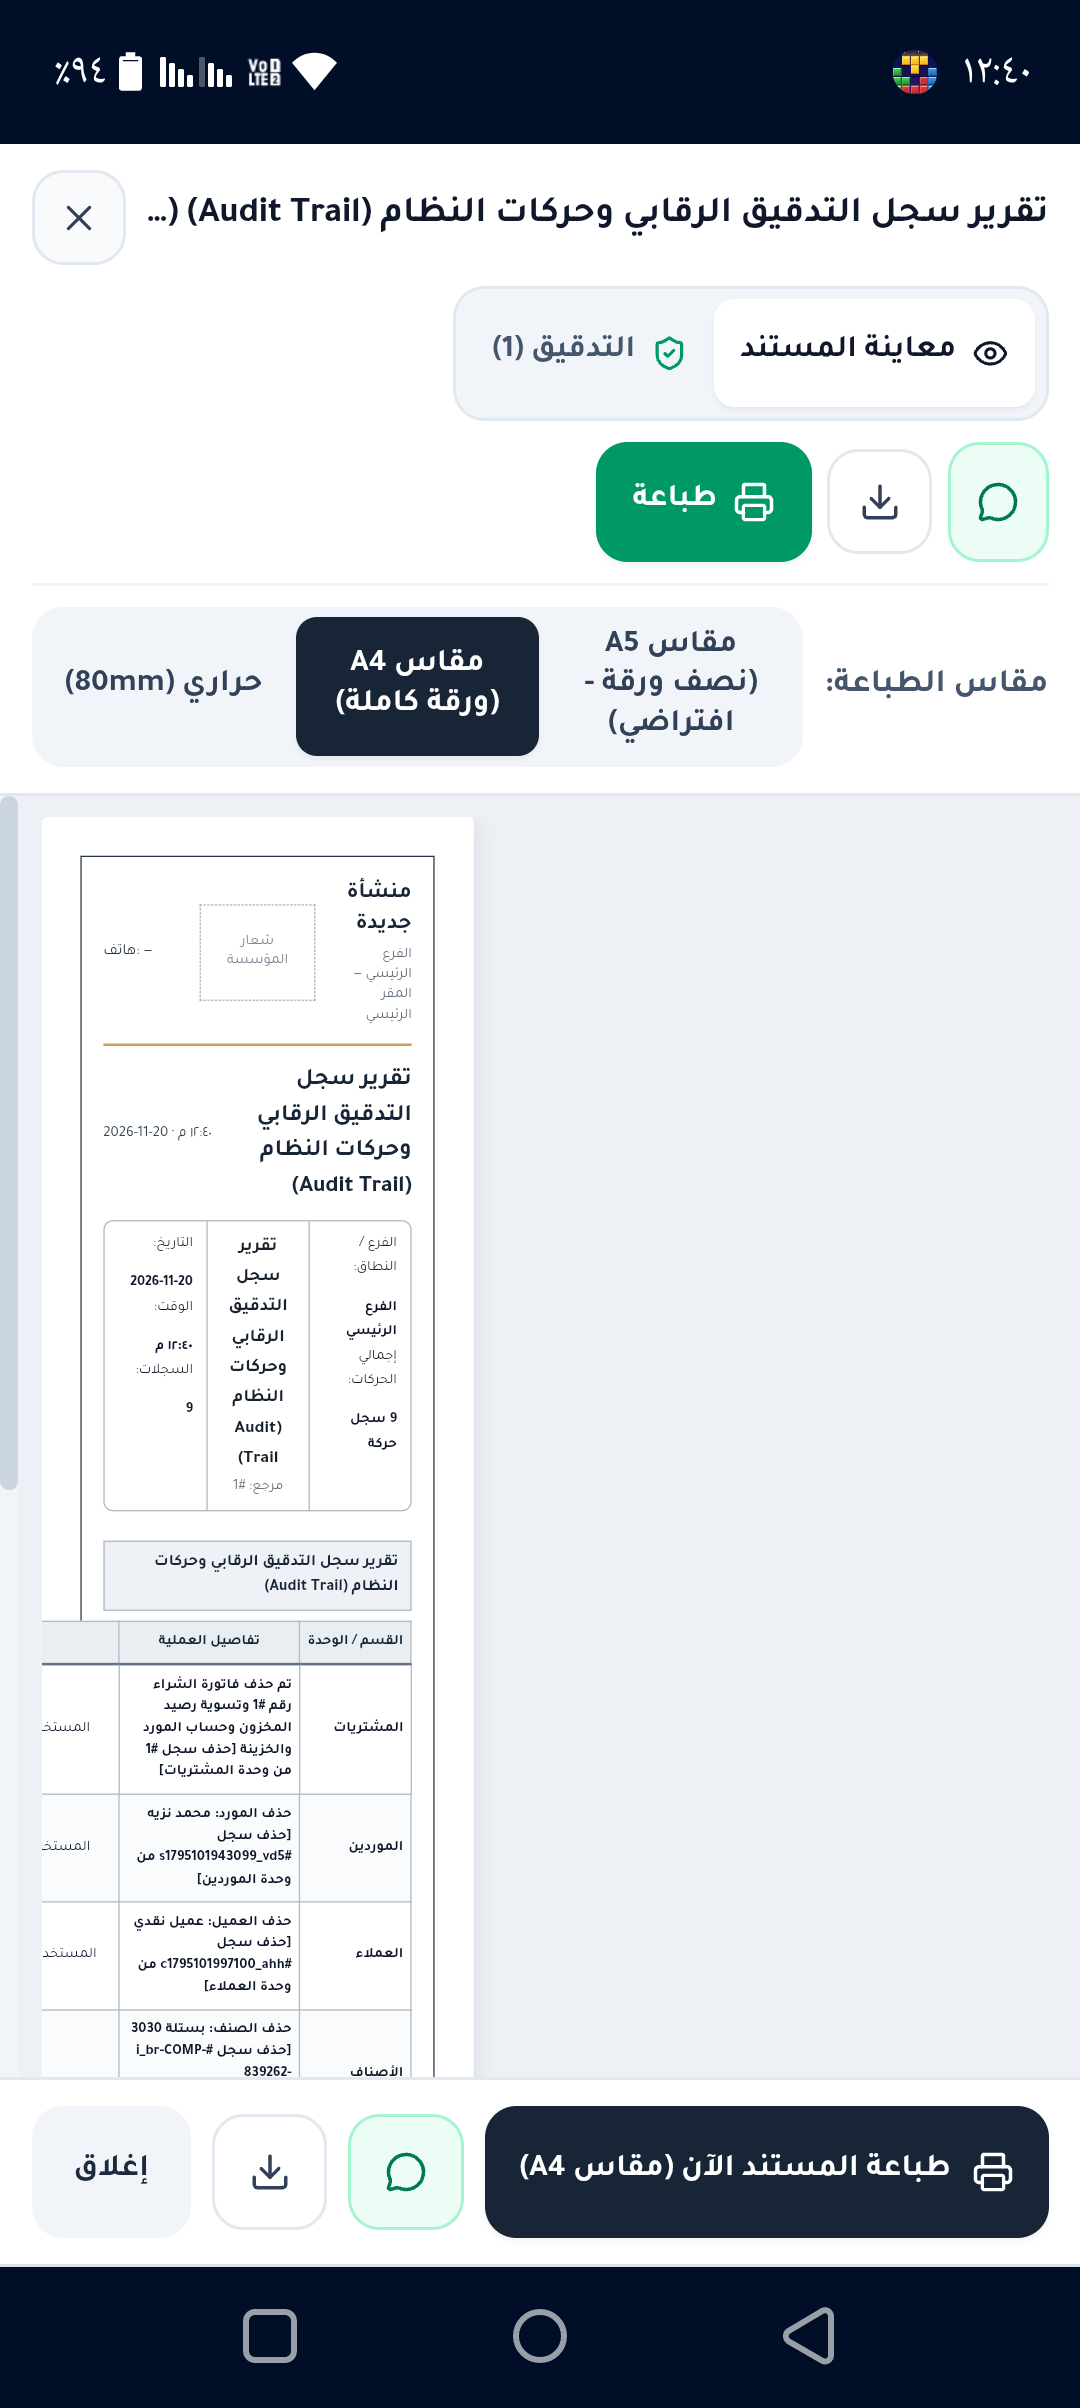 ١٢:٤٠
٪٩٤
Vo D
LTE 2
تقرير سجل التدقيق الرقابي وحركات النظام (Audit Trail) (...
معاينة المستند
التدقيق (1)
طباعة
مقاس الطباعة:
مقاس A5
(نصف ورقة -
افتراضي)
مقاس A4
(ورقة كاملة)
حراري (80mm)
منشأة
جديدة
الفرع
الرئيسي –
المقر
الرئيسي
شعار
المؤسسة
هاتف: –
تقرير سجل
التدقيق الرقابي
وحركات النظام
(Audit Trail)
2026-11-20 · ١٢:٤٠ م
الفرع /
النطاق:
الفرع
الرئيسي
إجمالي
الحركات:
9 سجل
حركة
تقرير
سجل
التدقيق
الرقابي
وحركات
النظام
(Audit
Trail)
مرجع: #1
التاريخ:
2026-11-20
الوقت:
١٢:٤٠ م
السجلات:
9
تقرير سجل التدقيق الرقابي وحركات
النظام (Audit Trail)
القسم / الوحدة
تفاصيل العملية
المشتريات
تم حذف فاتورة الشراء
رقم #1 وتسوية رصيد
المخزون وحساب المورد
والخزينة [حذف سجل #1
من وحدة المشتريات]
المستخ
الموردين
حذف المورد: محمد نزيه
[حذف سجل
#s1795101943099_vd5 من
وحدة الموردين]
المستخ
العملاء
حذف العميل: عميل نقدي
[حذف سجل
#c1795101997100_ahh من
وحدة العملاء]
المستخد
الأصناف
حذف الصنف: بستلة 3030
[حذف سجل #i_br-COMP-
839262-
طباعة المستند الآن (مقاس A4)
إغلاق